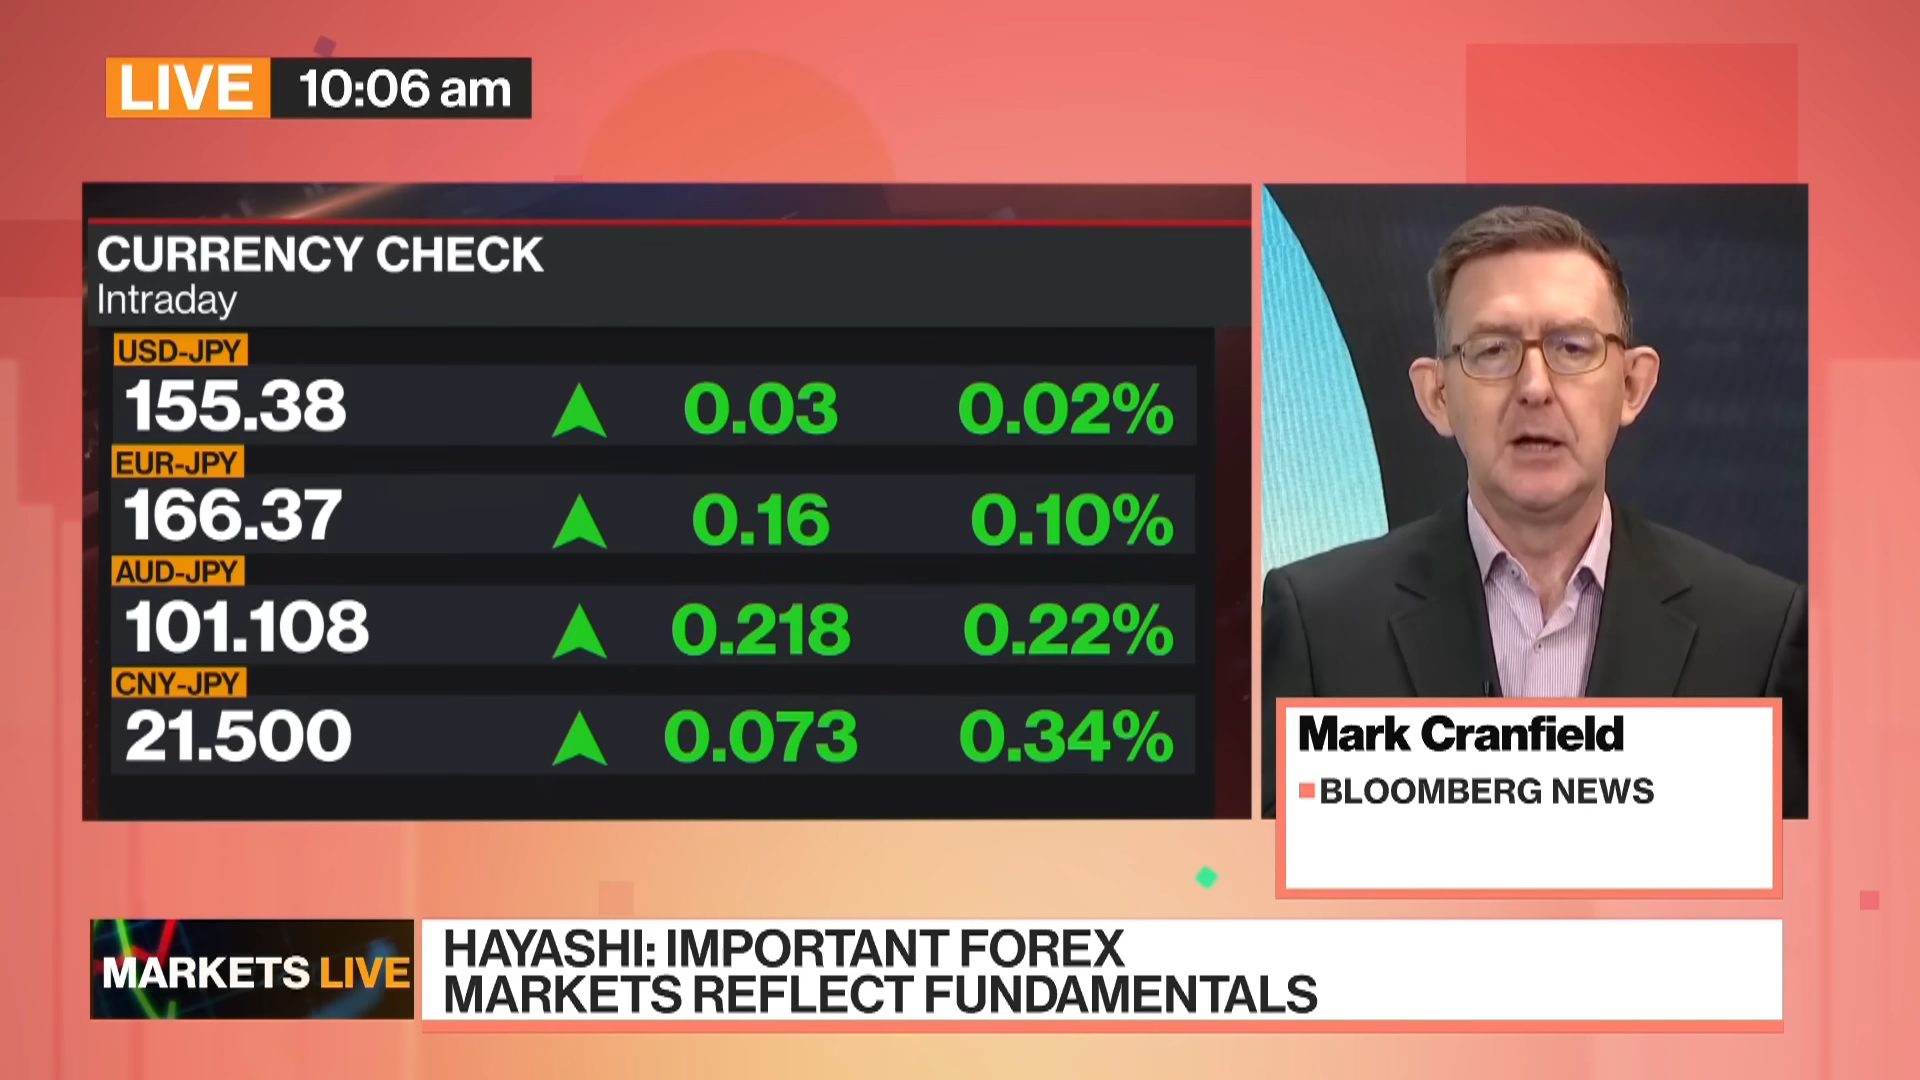 LIVE 10:06 am
CURRENCY CHECK
Intraday
USD-JPY
155.38 ▲ 0.03 0.02%
EUR-JPY
166.37 ▲ 0.16 0.10%
AUD-JPY
101.108 ▲ 0.218 0.22%
CNY-JPY
21.500 ▲ 0.073 0.34%
Mark Cranfield
BLOOMBERG NEWS
MARKETS LIVE
HAYASHI: IMPORTANT FOREX
MARKETS REFLECT FUNDAMENTALS